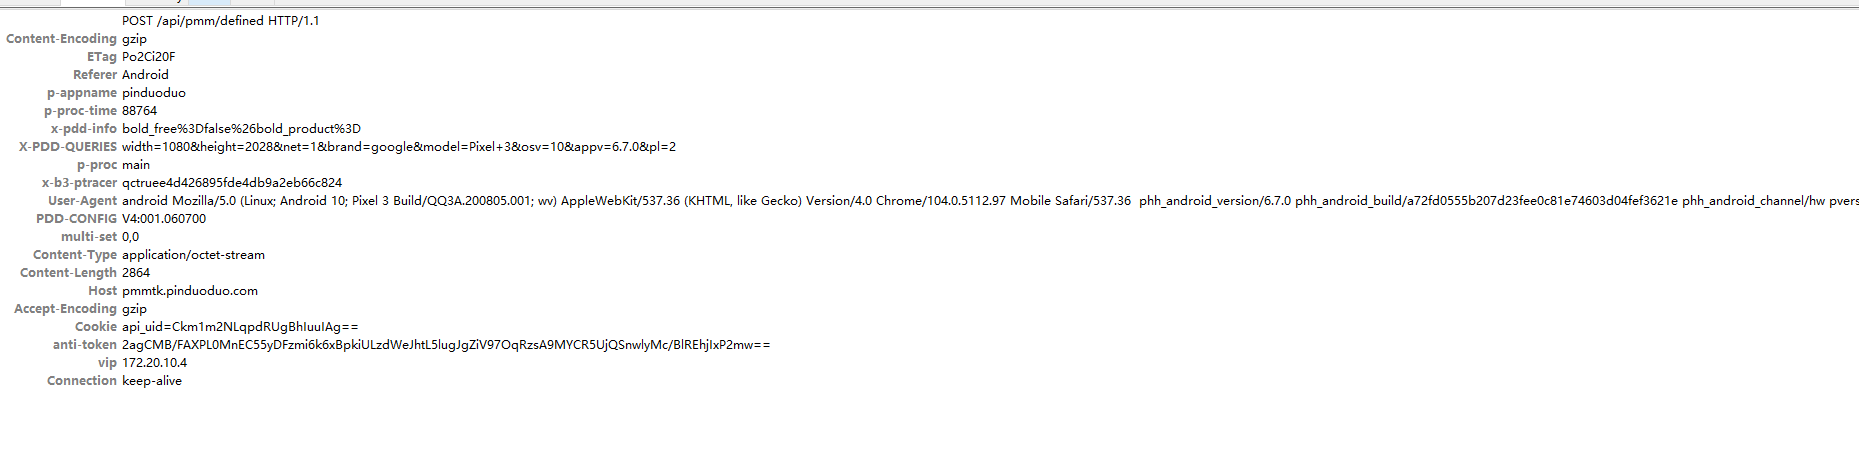 POST /api/pmm/defined HTTP/1.1
Content-Encoding gzip
ETag Po2Ci20F
Referer Android
p-appname pinduoduo
p-proc-time 88764
x-pdd-info bold_free%3Dfalse%26bold_product%3D
X-PDD-QUERIES width=1080&height=2028&net=1&brand=google&model=Pixel+3&osv=10&appv=6.7.0&pl=2
p-proc main
x-b3-ptracer qctruee4d426895fde4db9a2eb66c824
User-Agent android Mozilla/5.0 (Linux; Android 10; Pixel 3 Build/QQ3A.200805.001; wv) AppleWebKit/537.36 (KHTML, like Gecko) Version/4.0 Chrome/104.0.5112.97 Mobile Safari/537.36  phh_android_version/6.7.0 phh_android_build/a72fd0555b207d23fee0c81e74603d04fef3621e phh_android_channel/hw pvers
PDD-CONFIG V4:001.060700
multi-set 0,0
Content-Type application/octet-stream
Content-Length 2864
Host pmmtk.pinduoduo.com
Accept-Encoding gzip
Cookie api_uid=Ckm1m2NLqpdRUgBhIuuIAg==
anti-token 2agCMB/FAXPL0MnEC55yDFzmi6k6xBpkiULzdWeJhtL5lugJgZiV97OqRzsA9MYCR5UjQSnwlyMc/BlREhjIxP2mw==
vip 172.20.10.4
Connection keep-alive